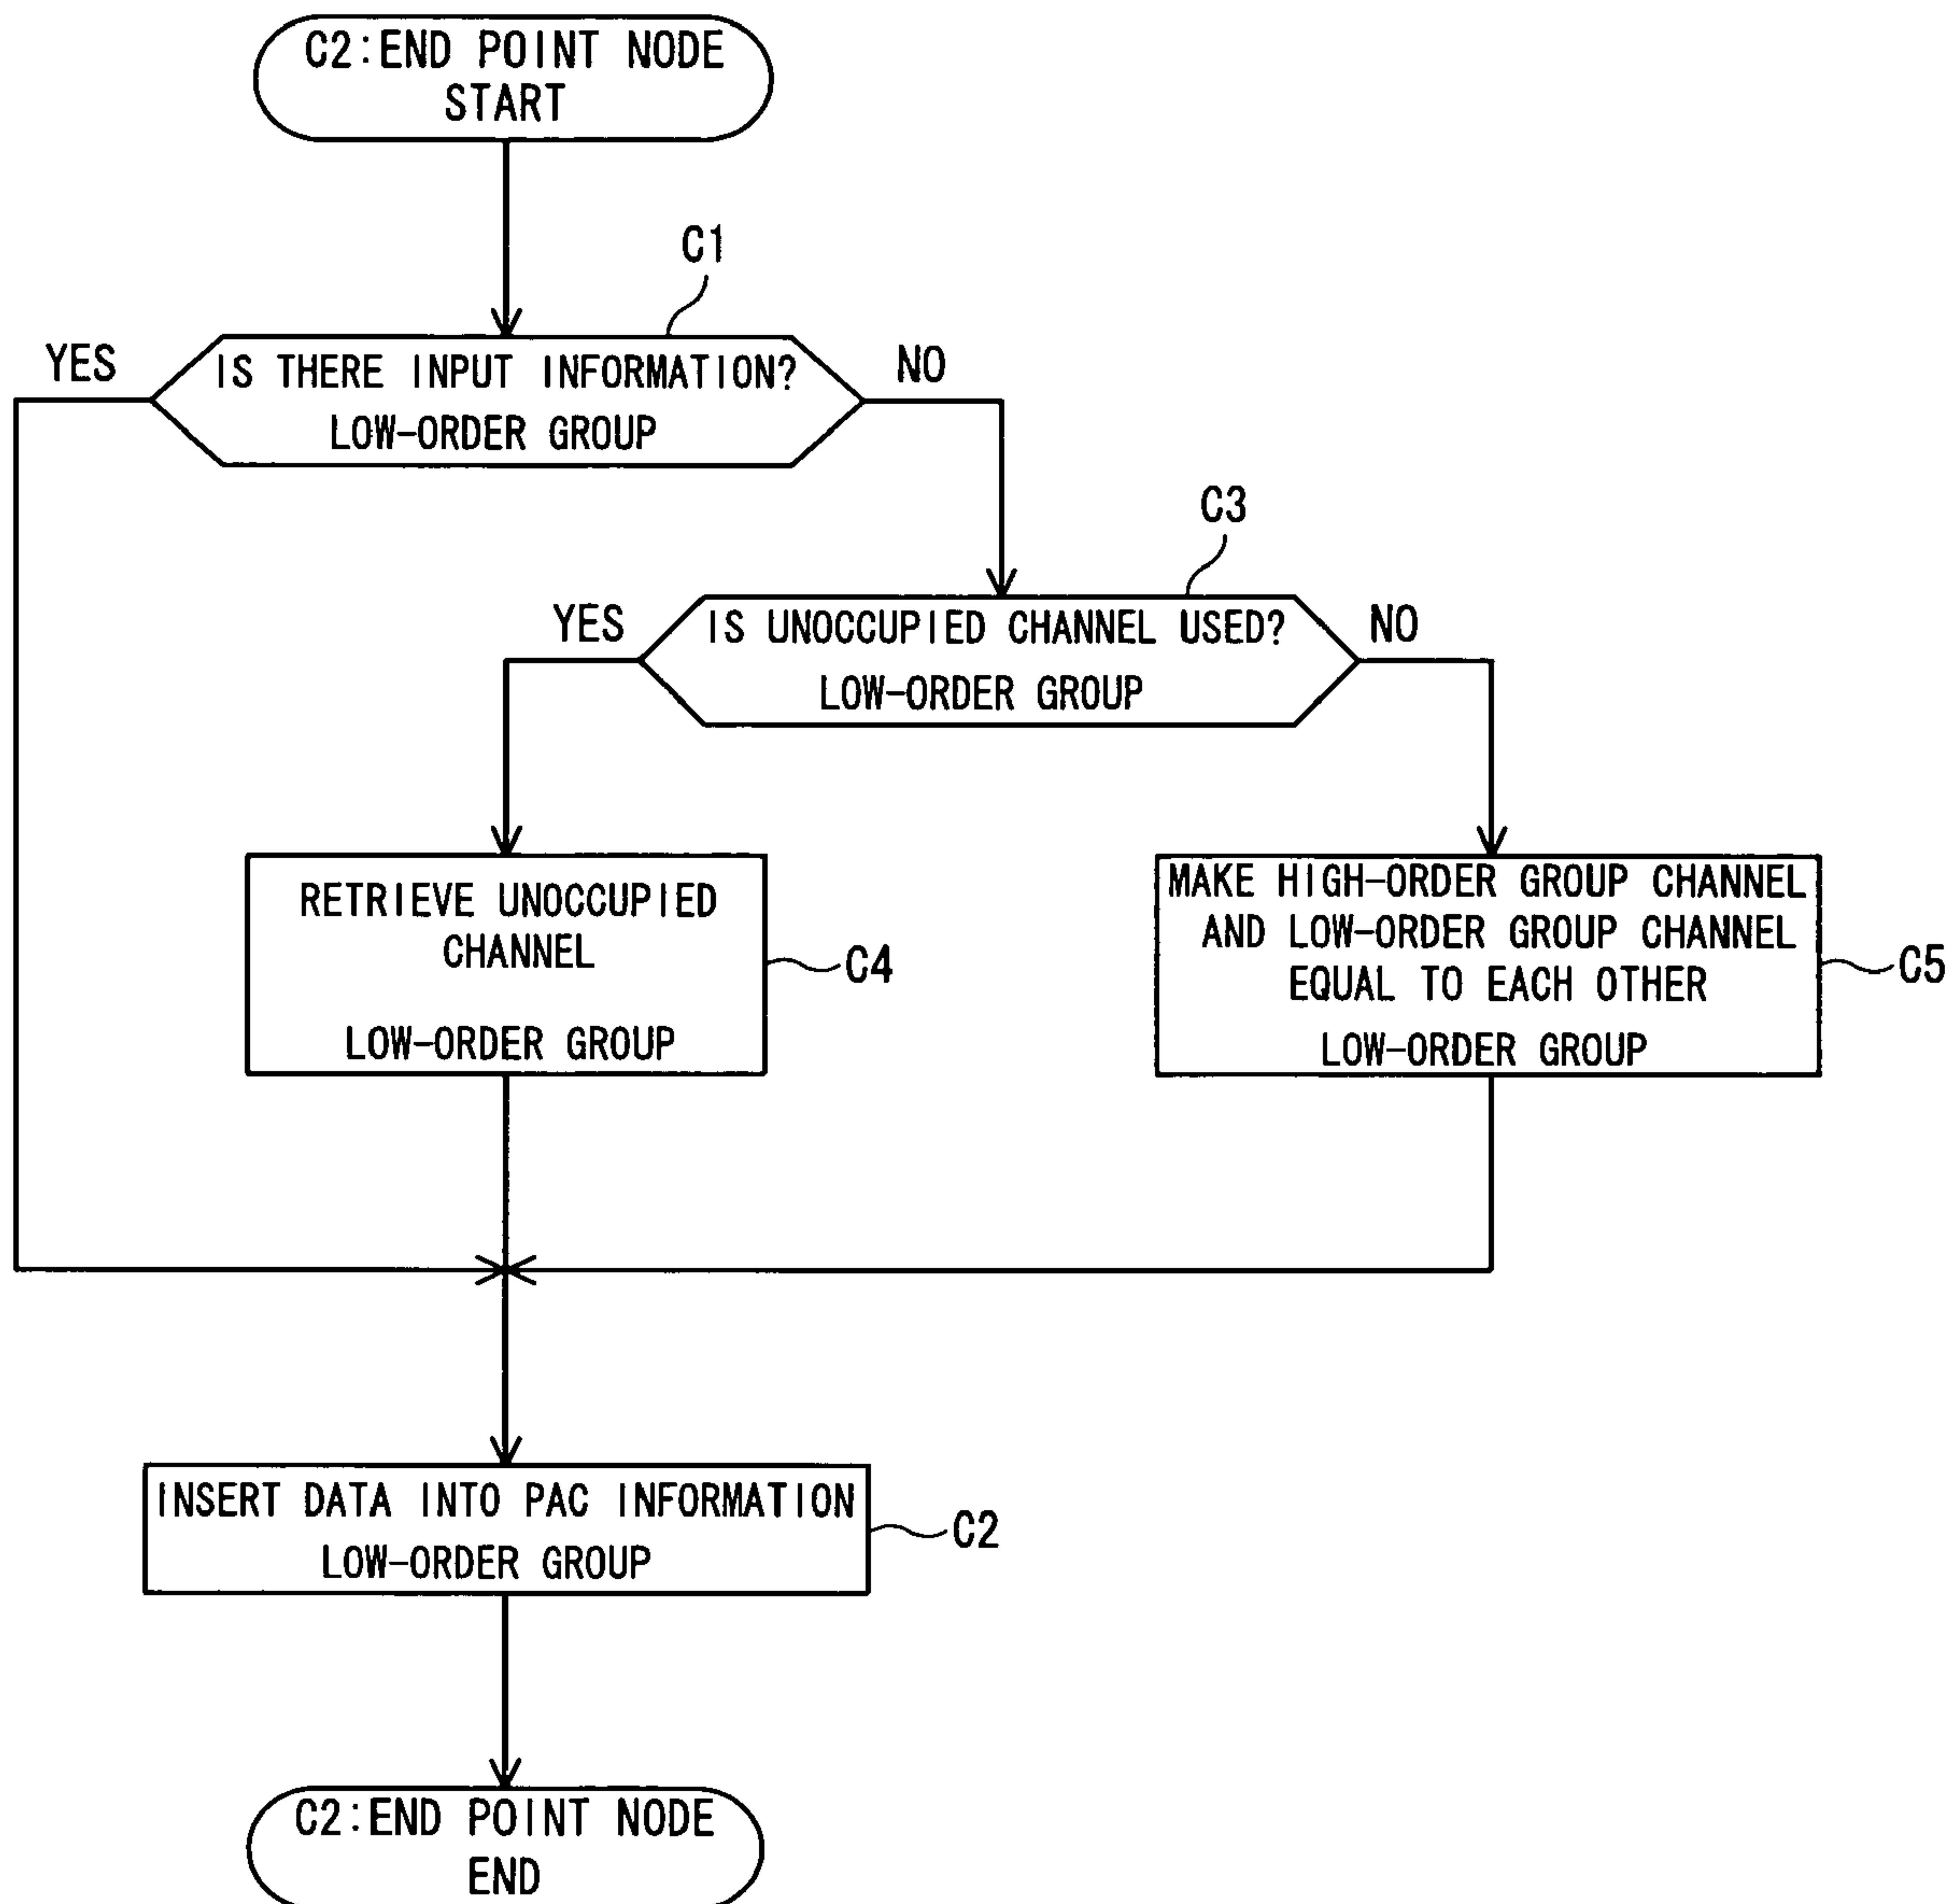 C2:END POINT NODE
START
C1
YES
IS THERE INPUT INFORMATION?
LOW-ORDER GROUP
NO
C3
YES
IS UNOCCUPIED CHANNEL USED?
LOW-ORDER GROUP
NO
RETRIEVE UNOCCUPIED
CHANNEL
LOW-ORDER GROUP
C4
MAKE HIGH-ORDER GROUP CHANNEL
AND LOW-ORDER GROUP CHANNEL
EQUAL TO EACH OTHER
LOW-ORDER GROUP
C5
INSERT DATA INTO PAC INFORMATION
LOW-ORDER GROUP
C2
C2:END POINT NODE
END